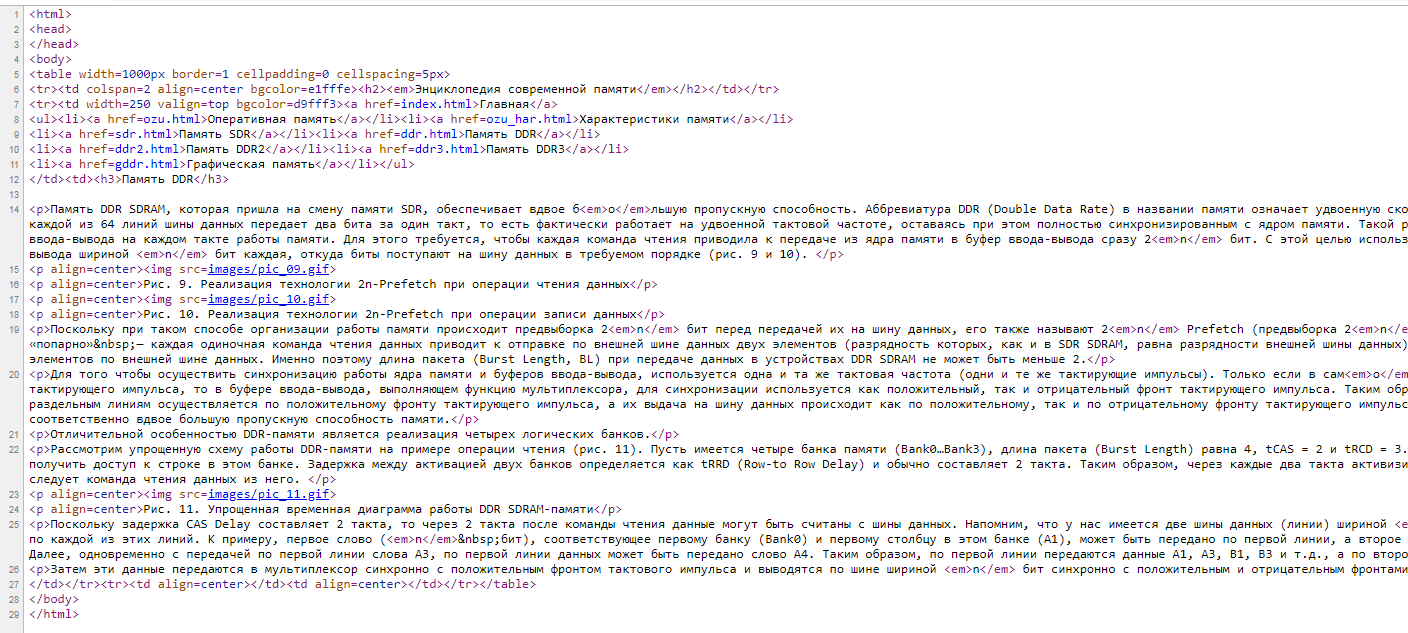 1 <html>
2 <head>
3 </head>
4 <body>
5 <table width=1000px border=1 cellpadding=0 cellspacing=5px>
6 <tr><td colspan=2 align=center bgcolor=e1fffe><h2><em>Энциклопедия современной памяти</em></h2></td></tr>
7 <tr><td width=250 valign=top bgcolor=d9fff3><a href=index.html>Главная</a>
8 <ul><li><a href=ozu.html>Оперативная память</a></li><li><a href=ozu_har.html>Характеристики памяти</a></li>
9 <li><a href=sdr.html>Память SDR</a></li><li><a href=ddr.html>Память DDR</a></li>
10 <li><a href=ddr2.html>Память DDR2</a></li><li><a href=ddr3.html>Память DDR3</a></li>
11 <li><a href=gddr.html>Графическая память</a></li></ul>
12 </td><td><h3>Память DDR</h3>
13
14 <p>Память DDR SDRAM, которая пришла на смену памяти SDR, обеспечивает вдвое б<em>о</em>льшую пропускную способность. Аббревиатура DDR (Double Data Rate) в названии памяти означает удвоенную ско
каждой из 64 линий шины данных передает два бита за один такт, то есть фактически работает на удвоенной тактовой частоте, оставаясь при этом полностью синхронизированным с ядром памяти. Такой р
ввода-вывода на каждом такте работы памяти. Для этого требуется, чтобы каждая команда чтения приводила к передаче из ядра памяти в буфер ввода-вывода сразу 2<em>n</em> бит. С этой целью использ
вывода шириной <em>n</em> бит каждая, откуда биты поступают на шину данных в требуемом порядке (рис. 9 и 10). </p>
15 <p align=center><img src=images/pic_09.gif>
16 <p align=center>Рис. 9. Реализация технологии 2n-Prefetch при операции чтения данных</p>
17 <p align=center><img src=images/pic_10.gif>
18 <p align=center>Рис. 10. Реализация технологии 2n-Prefetch при операции записи данных</p>
19 <p>Поскольку при таком способе организации работы памяти происходит предвыборка 2<em>n</em> бит перед передачей их на шину данных, его также называют 2<em>n</em> Prefetch (предвыборка 2<em>n</e
«попарно»&nbsp;— каждая одиночная команда чтения данных приводит к отправке по внешней шине данных двух элементов (разрядность которых, как и в SDR SDRAM, равна разрядности внешней шины данных)
элементов по внешней шине данных. Именно поэтому длина пакета (Burst Length, BL) при передаче данных в устройствах DDR SDRAM не может быть меньше 2.</p>
20 <p>Для того чтобы осуществить синхронизацию работы ядра памяти и буферов ввода-вывода, используется одна и та же тактовая частота (одни и те же тактирующие импульсы). Только если в сам<em>о</em
тактирующего импульса, то в буфере ввода-вывода, выполняющем функцию мультиплексора, для синхронизации используется как положительный, так и отрицательный фронт тактирующего импульса. Таким обр
раздельным линиям осуществляется по положительному фронту тактирующего импульса, а их выдача на шину данных происходит как по положительному, так и по отрицательному фронту тактирующего импульс
соответственно вдвое большую пропускную способность памяти.</p>
21 <p>Отличительной особенностью DDR-памяти является реализация четырех логических банков.</p>
22 <p>Рассмотрим упрощенную схему работы DDR-памяти на примере операции чтения (рис. 11). Пусть имеется четыре банка памяти (Bank0…Bank3), длина пакета (Burst Length) равна 4, tCAS = 2 и tRCD = 3.
получить доступ к строке в этом банке. Задержка между активацией двух банков определяется как tRRD (Row-to Row Delay) и обычно составляет 2 такта. Таким образом, через каждые два такта активизи
следует команда чтения данных из него. </p>
23 <p align=center><img src=images/pic_11.gif>
24 <p align=center>Рис. 11. Упрощенная временная диаграмма работы DDR SDRAM-памяти</p>
25 <p>Поскольку задержка CAS Delay составляет 2 такта, то через 2 такта после команды чтения данные могут быть считаны с шины данных. Напомним, что у нас имеется две шины данных (линии) шириной <e
по каждой из этих линий. К примеру, первое слово (<em>n</em>&nbsp;бит), соответствующее первому банку (Bank0) и первому столбцу в этом банке (A1), может быть передано по первой линии, а второе
Далее, одновременно с передачей по первой линии слова A3, по первой линии данных может быть передано слово A4. Таким образом, по первой линии передаются данные A1, A3, B1, B3 и т.д., а по второ
26 <p>Затем эти данные передаются в мультиплексор синхронно с положительным фронтом тактового импульса и выводятся по шине шириной <em>n</em> бит синхронно с положительным и отрицательным фронтами
27 </td></tr><tr><td align=center></td><td align=center></td></tr></table>
28 </body>
29 </html>